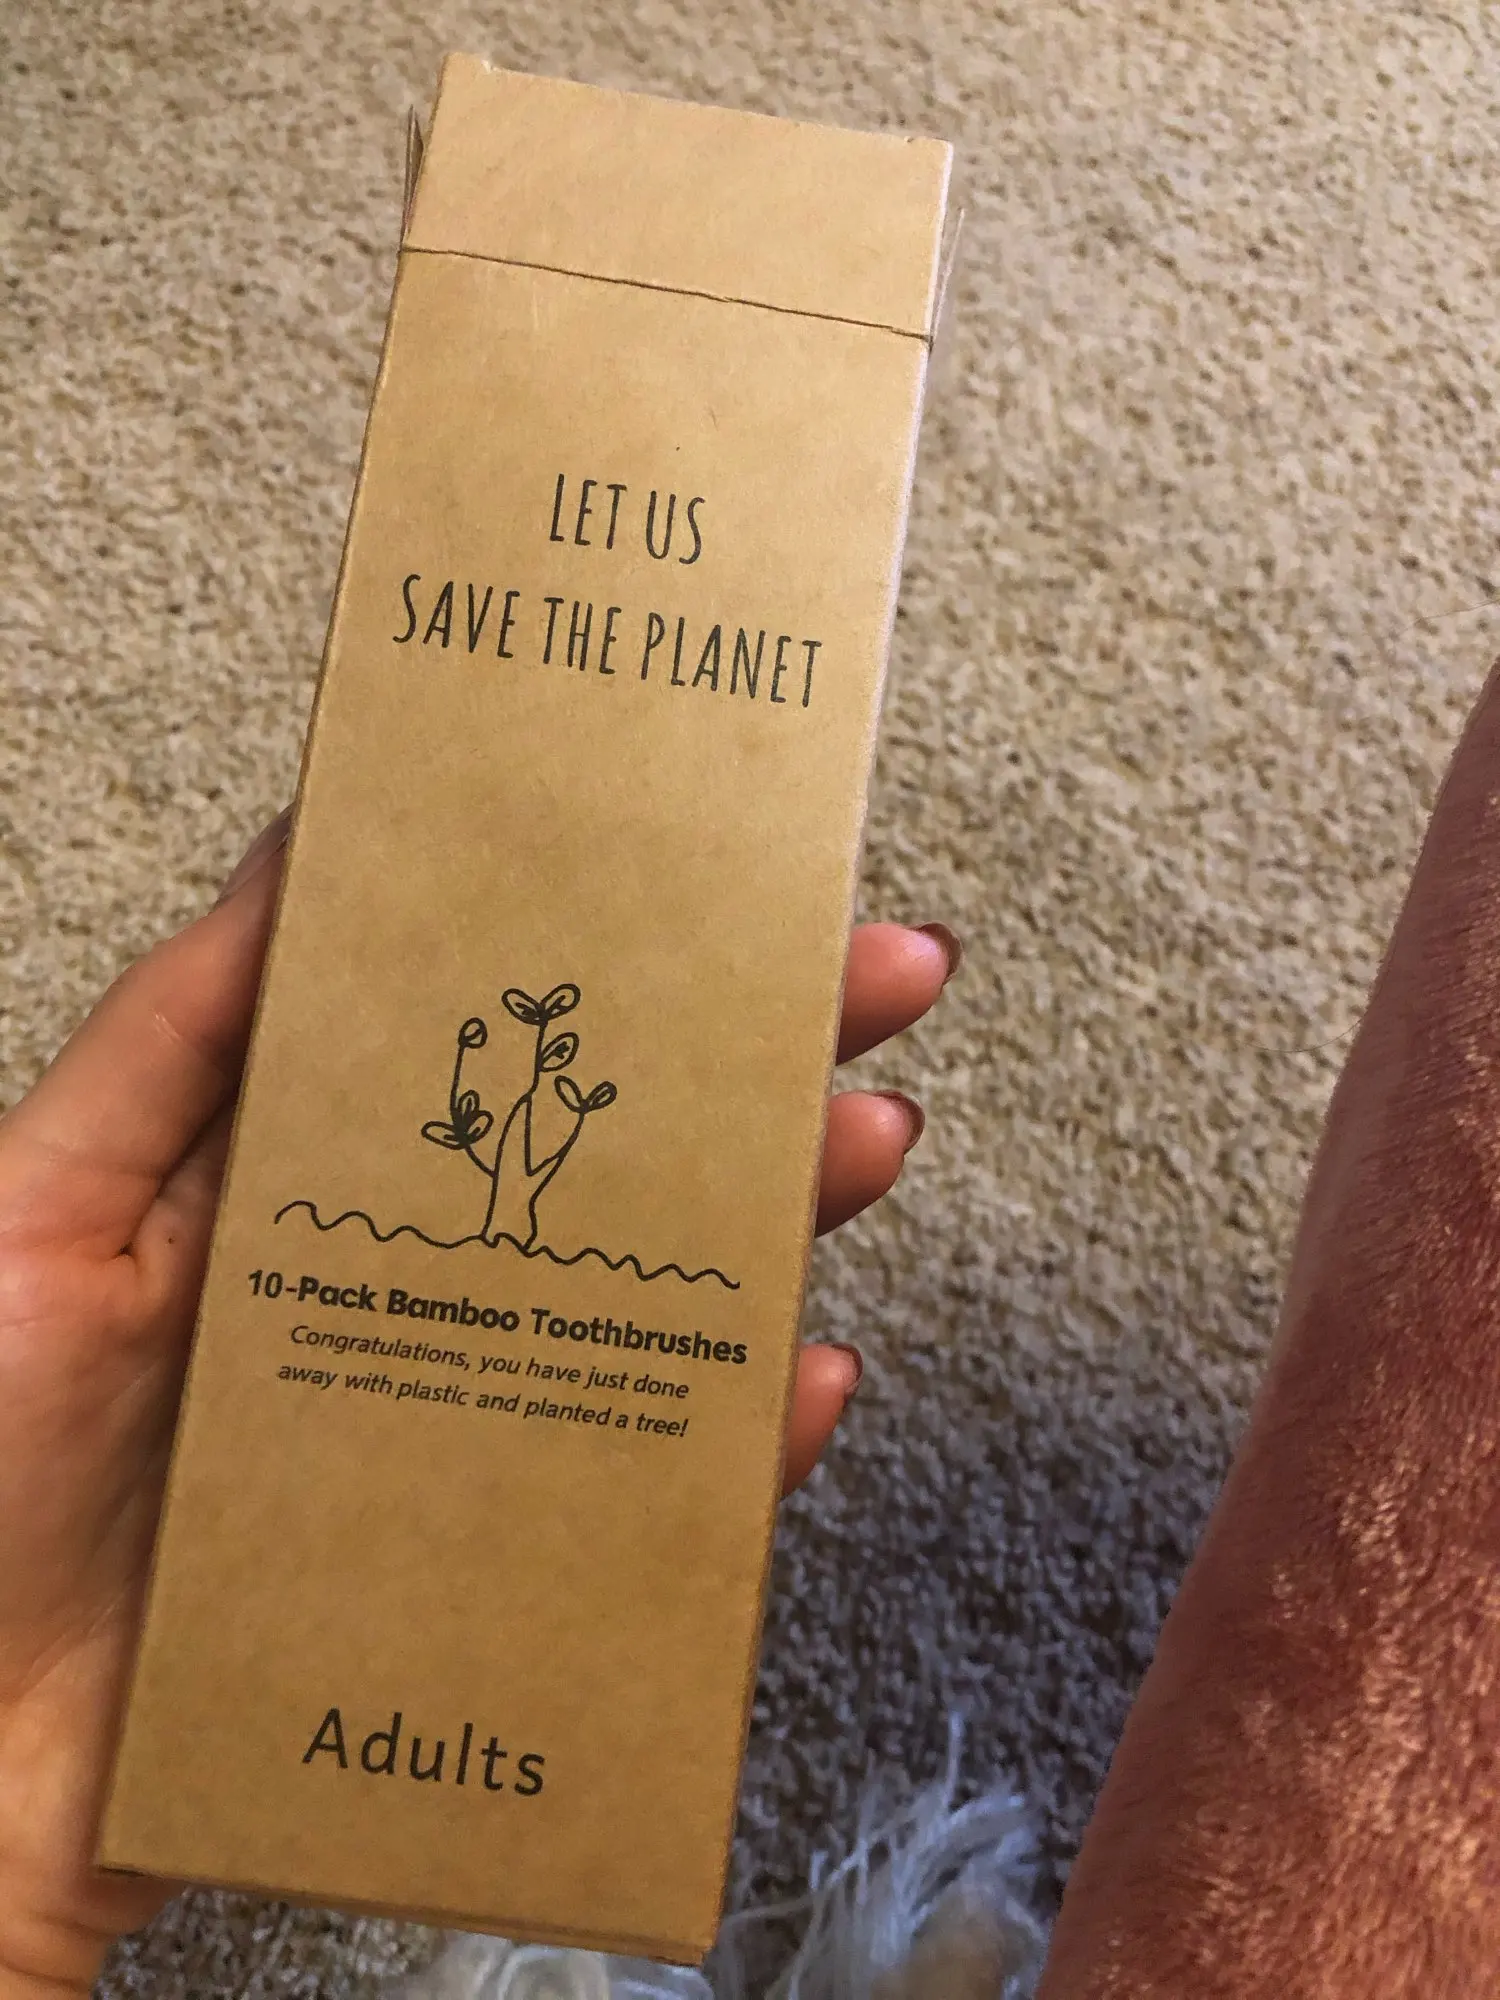 LET US
SAVE THE PLANET
10-Pack Bamboo Toothbrushes
Congratulations, you have just done
away with plastic and planted a tree!
Adults